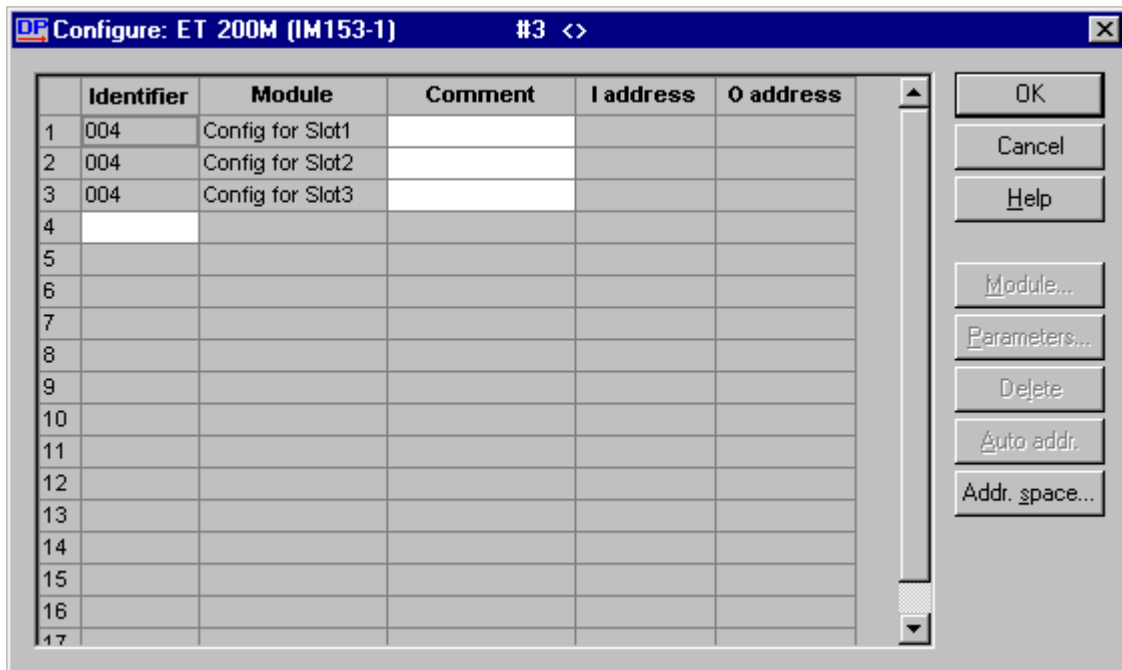 DP Configure: ET 200M (IM153-1) #3 <>
Identifier Module Comment I address O address
1 004 Config for Slot1
2 004 Config for Slot2
3 004 Config for Slot3
4
5
6
7
8
9
10
11
12
13
14
15
16
17
OK
Cancel
Help
Module...
Parameters...
Delete
Auto addr.
Addr. space...